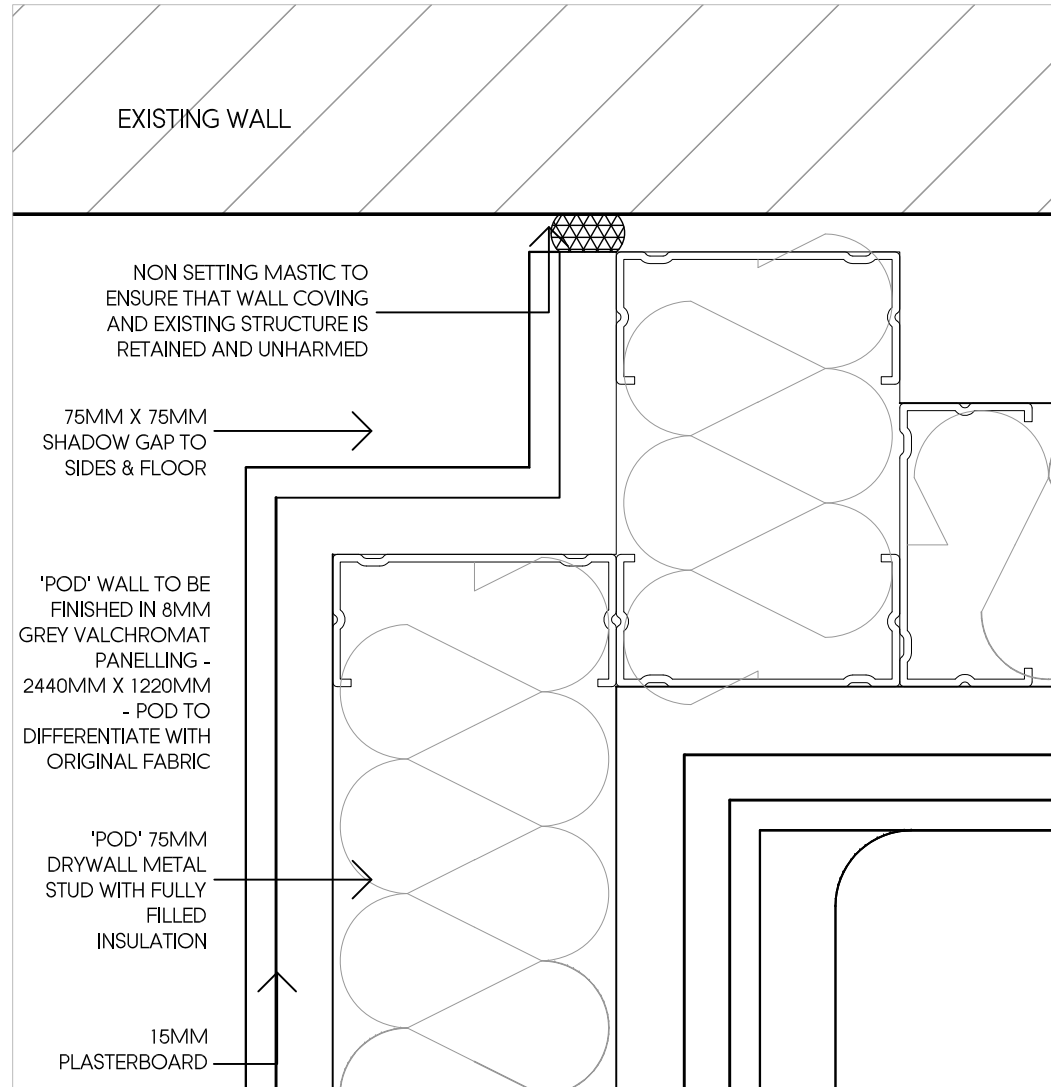 EXISTING WALL
NON SETTING MASTIC TO
ENSURE THAT WALL COVING
AND EXISTING STRUCTURE IS
RETAINED AND UNHARMED
75MM X 75MM
SHADOW GAP TO
SIDES & FLOOR
'POD' WALL TO BE
FINISHED IN 8MM
GREY VALCHROMAT
PANELLING -
2440MM X 1220MM
- POD TO
DIFFERENTIATE WITH
ORIGINAL FABRIC
'POD' 75MM
DRYWALL METAL
STUD WITH FULLY
FILLED
INSULATION
15MM
PLASTERBOARD